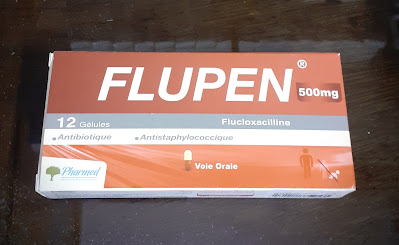 FLUPEN®
500mg
12 Gélules
Flucloxacilline
•Antibiotique
•Antistaphylococcique
Pharmed
Voie Orale